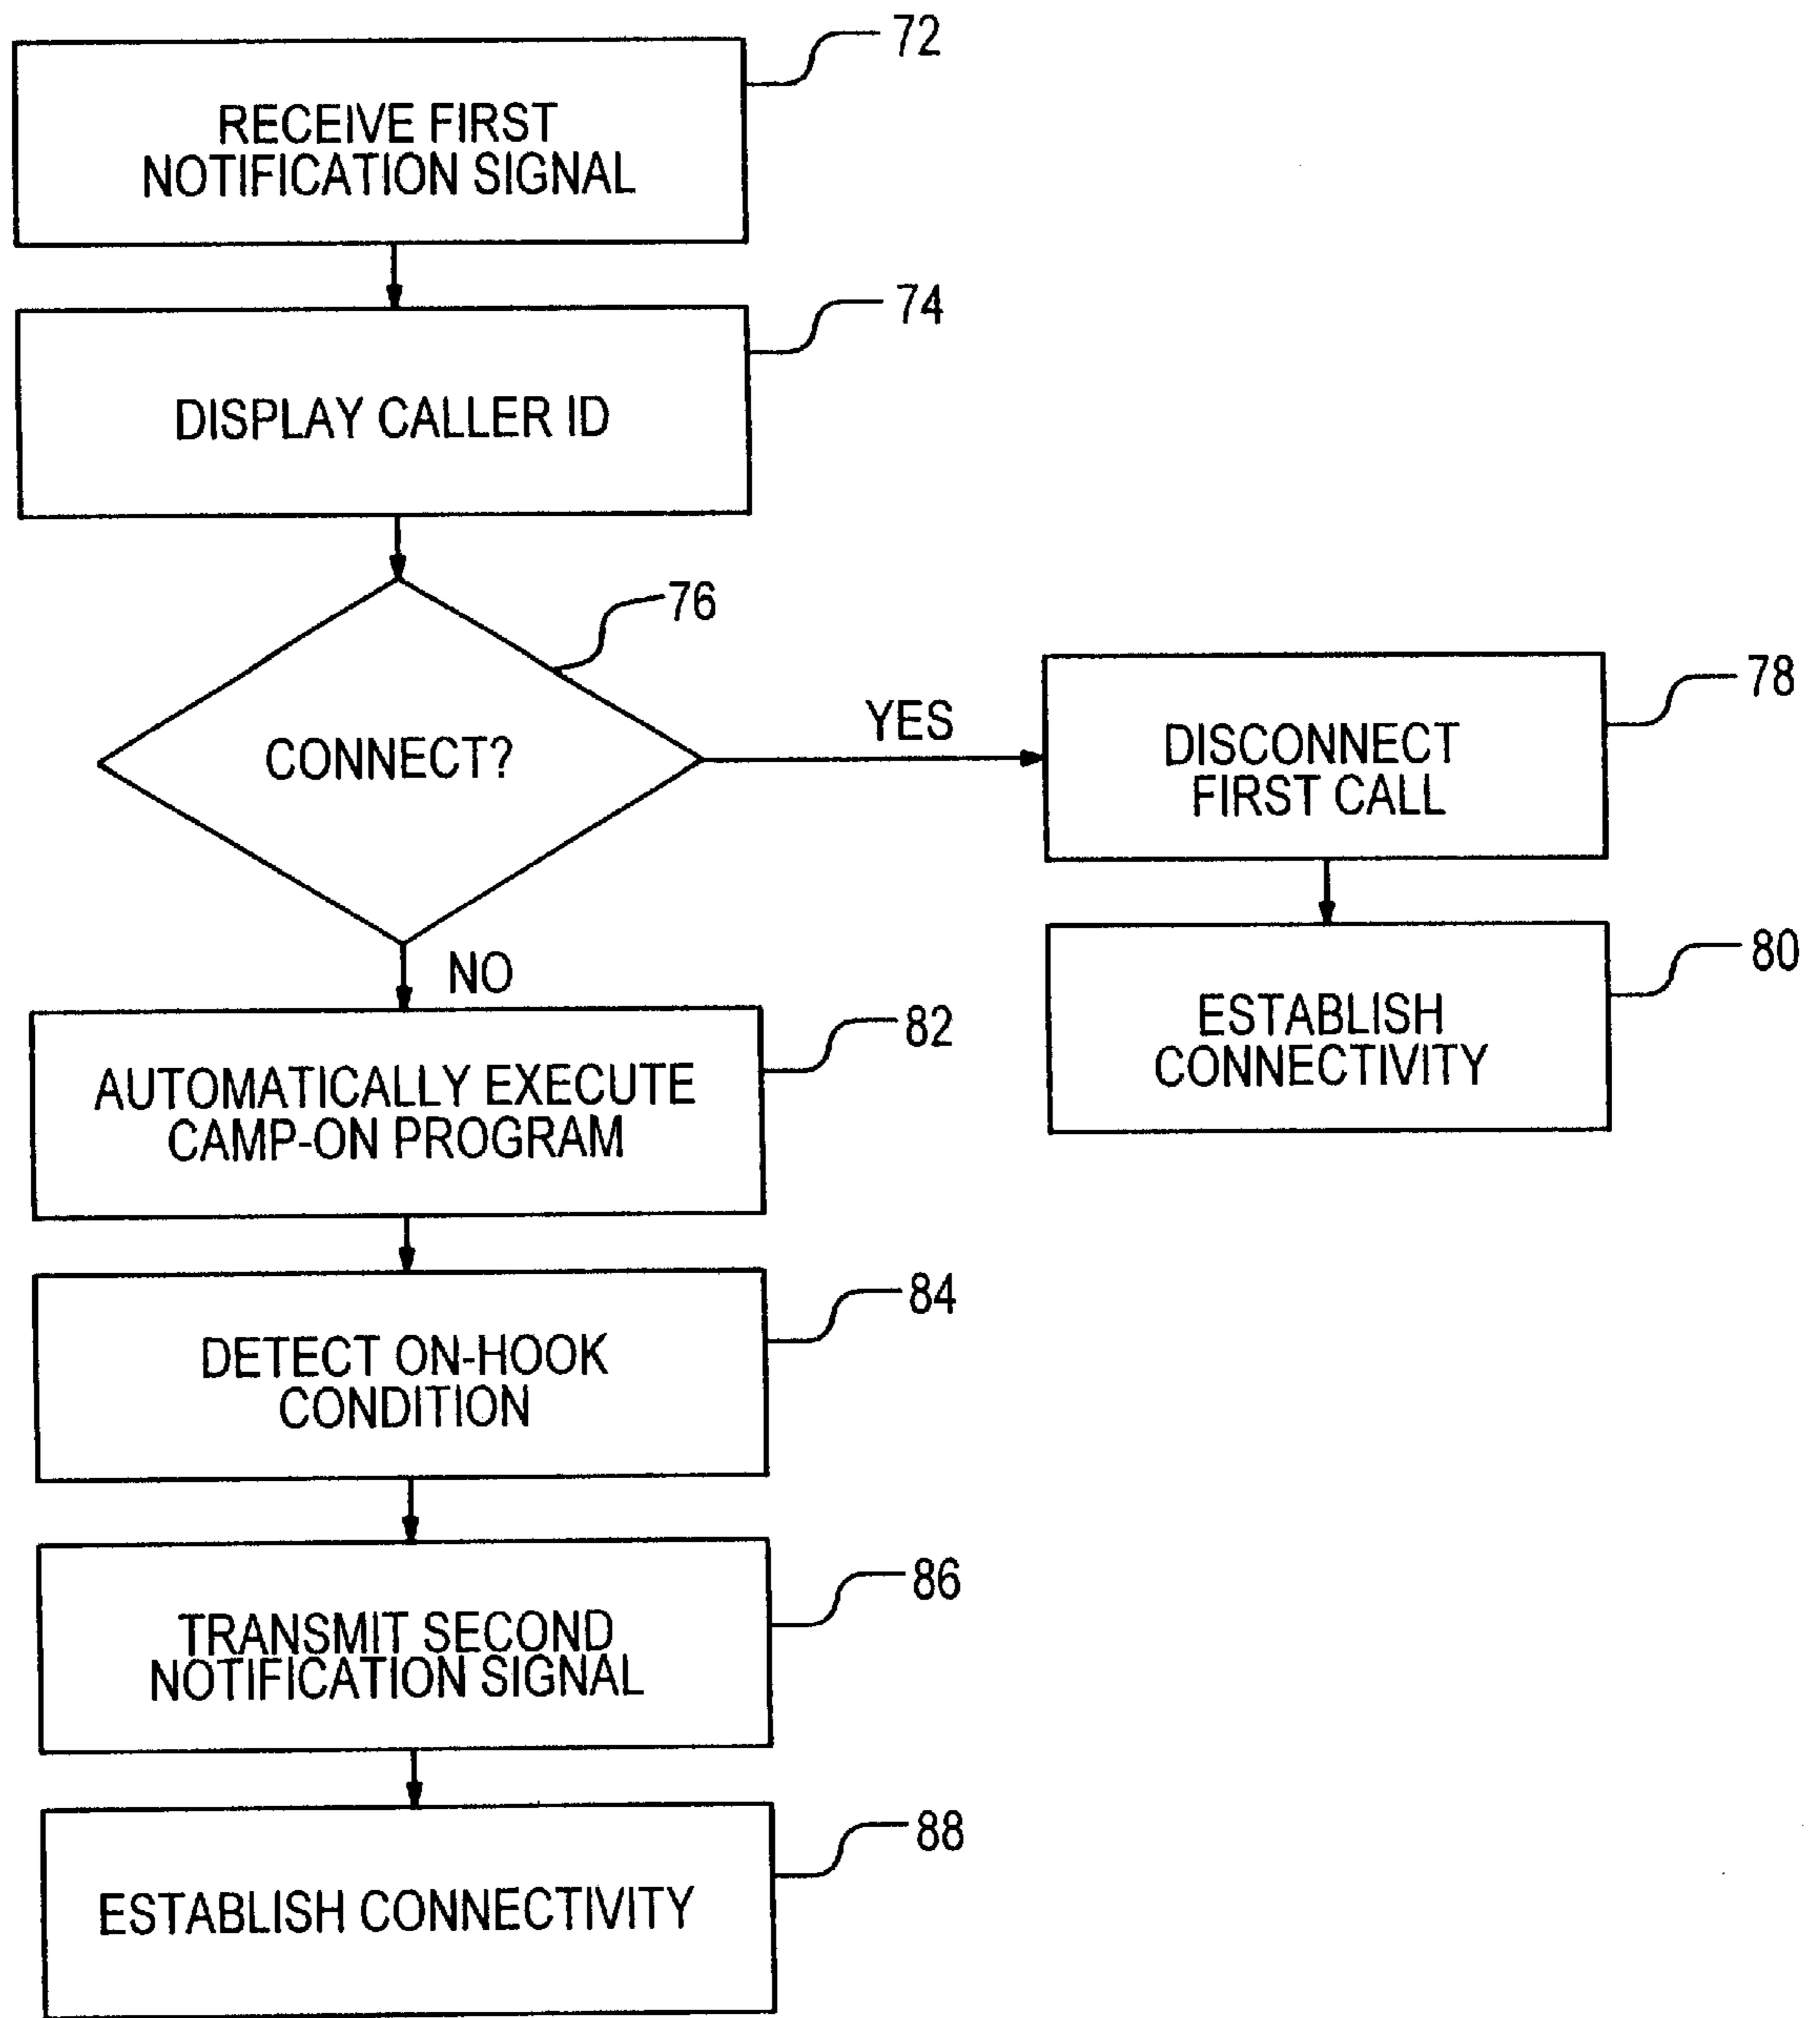 72
RECEIVE FIRST
NOTIFICATION SIGNAL
74
DISPLAY CALLER ID
76
CONNECT?
YES
78
DISCONNECT
FIRST CALL
80
ESTABLISH
CONNECTIVITY
NO
82
AUTOMATICALLY EXECUTE
CAMP-ON PROGRAM
84
DETECT ON-HOOK
CONDITION
86
TRANSMIT SECOND
NOTIFICATION SIGNAL
88
ESTABLISH CONNECTIVITY